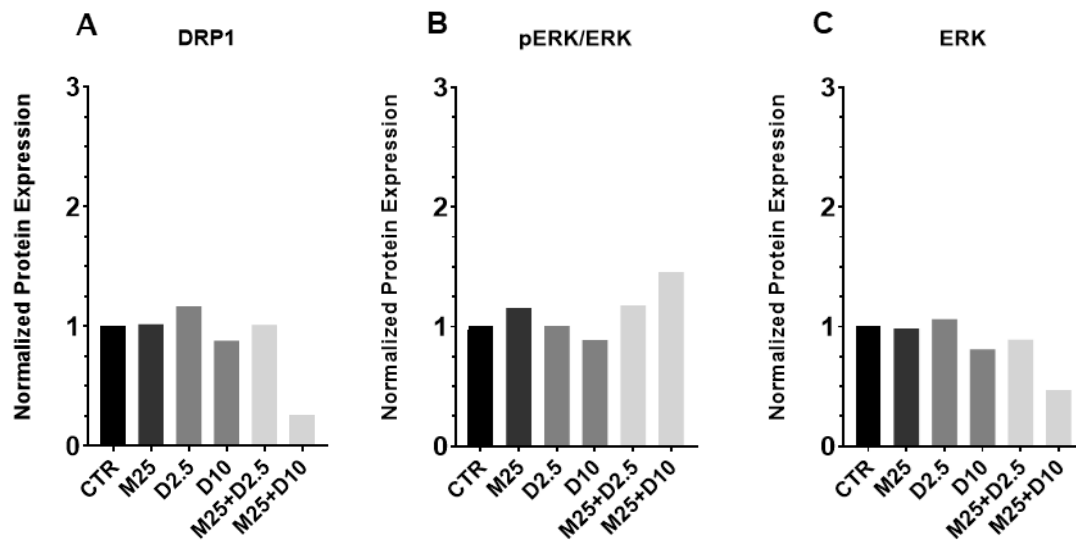 A
DRP1
Normalized Protein Expression
3
2
1
0
CTR
M25
D2.5
D10
M25+D2.5
M25+D10
B
pERK/ERK
Normalized Protein Expression
3
2
1
0
CTR
M25
D2.5
D10
M25+D2.5
M25+D10
C
ERK
Normalized Protein Expression
3
2
1
0
CTR
M25
D2.5
D10
M25+D2.5
M25+D10